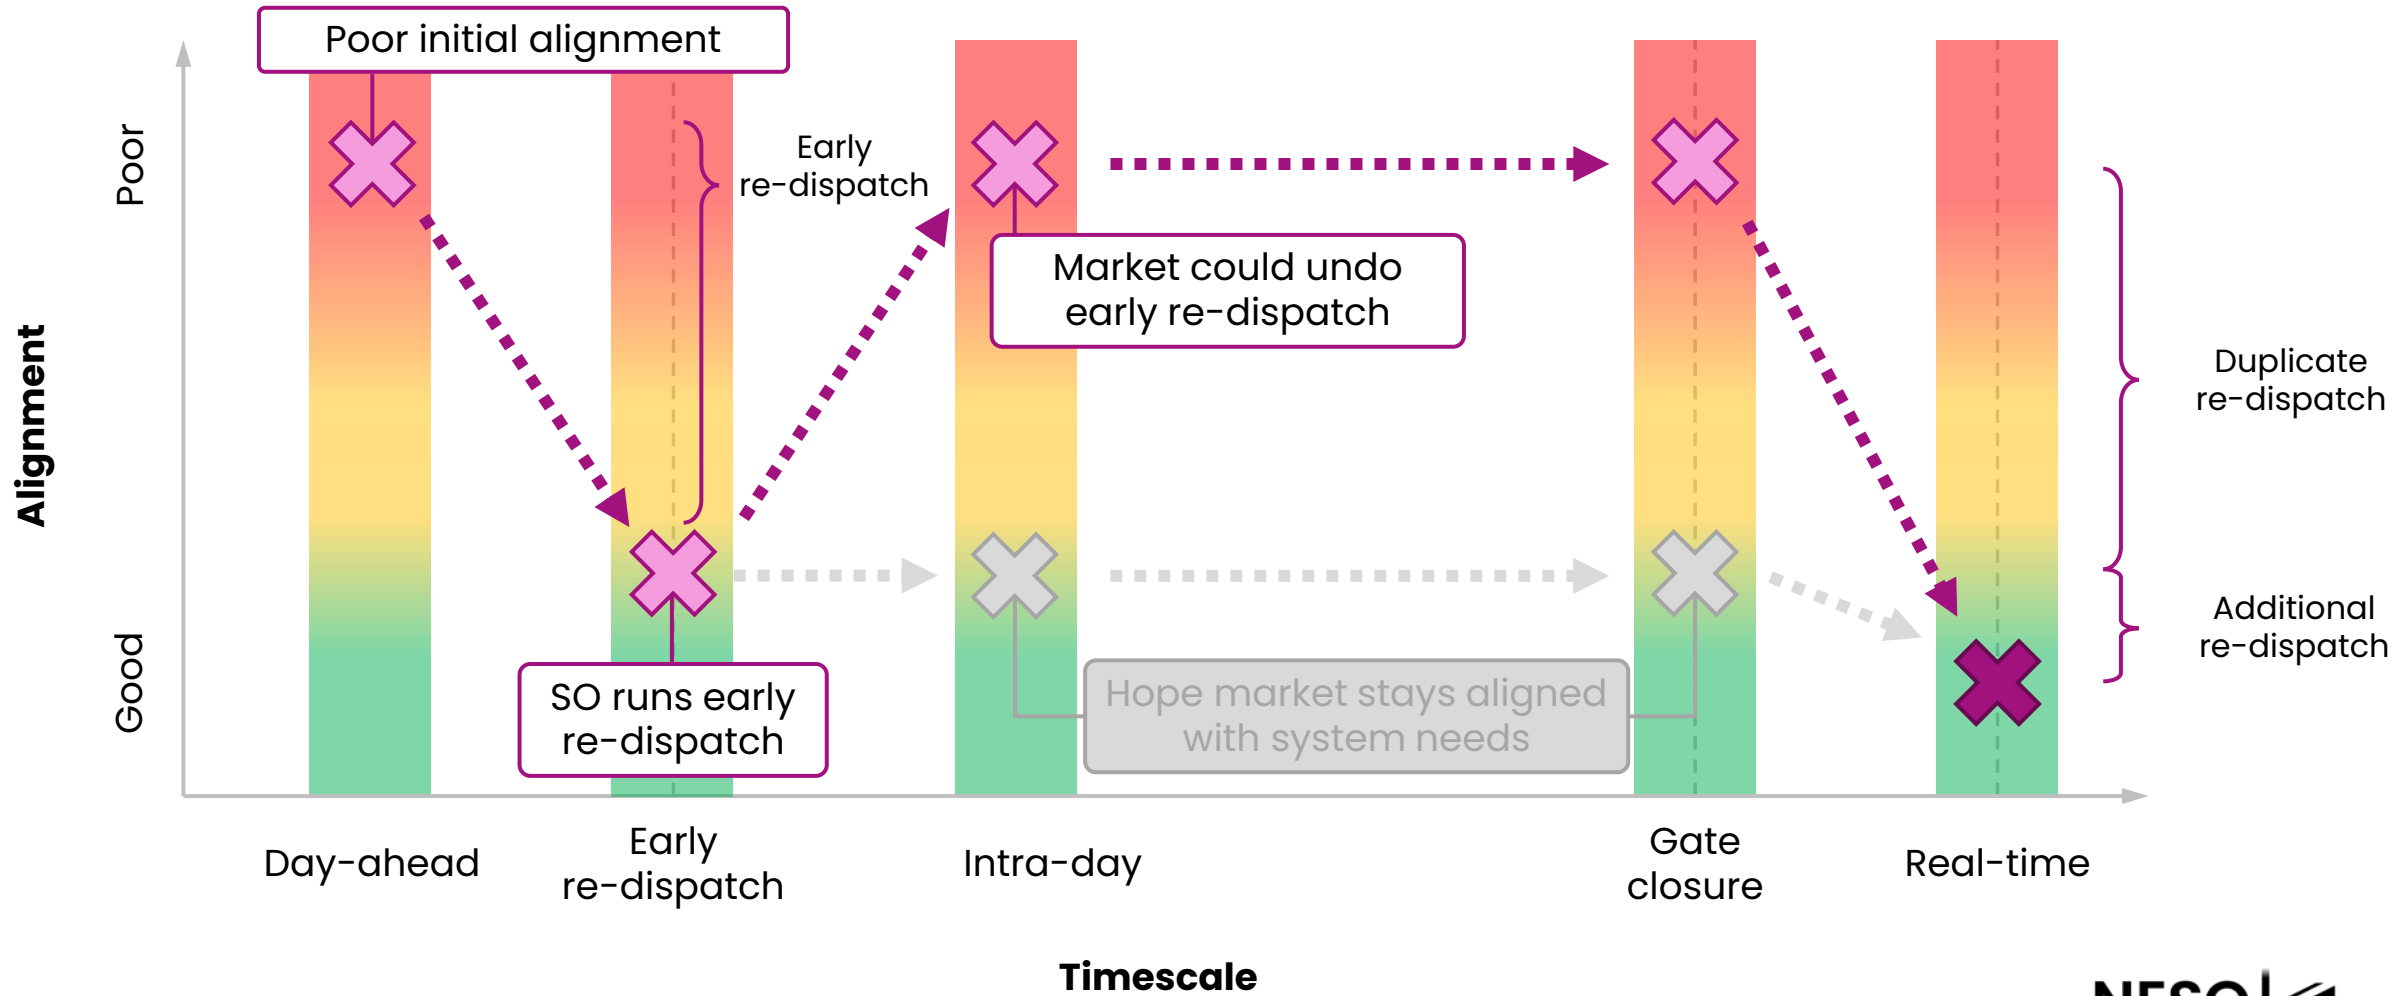 Poor initial alignment
Poor
Early
re-dispatch
Market could undo
early re-dispatch
Alignment
Duplicate
re-dispatch
Additional
re-dispatch
Good
SO runs early
re-dispatch
Hope market stays aligned
with system needs
Day-ahead
Early
re-dispatch
Intra-day
Gate
closure
Real-time
Timescale
NESO